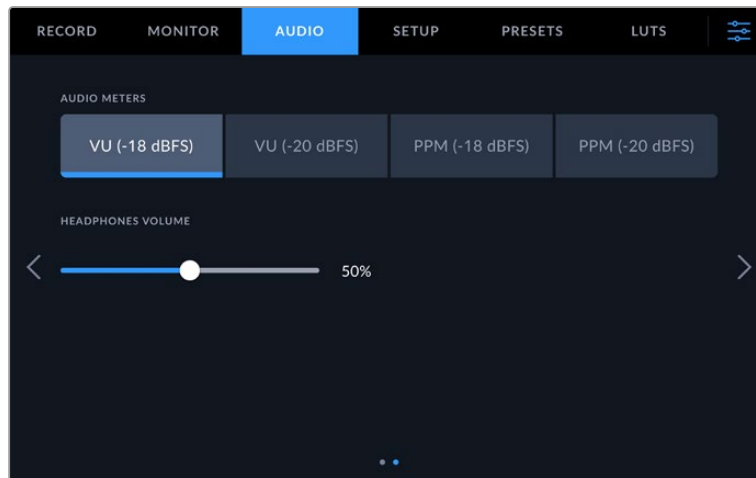 RECORD MONITOR AUDIO SETUP PRESETS LUTS
AUDIO METERS
VU (-18 dBFS) VU (-20 dBFS) PPM (-18 dBFS) PPM (-20 dBFS)
HEADPHONES VOLUME
50%